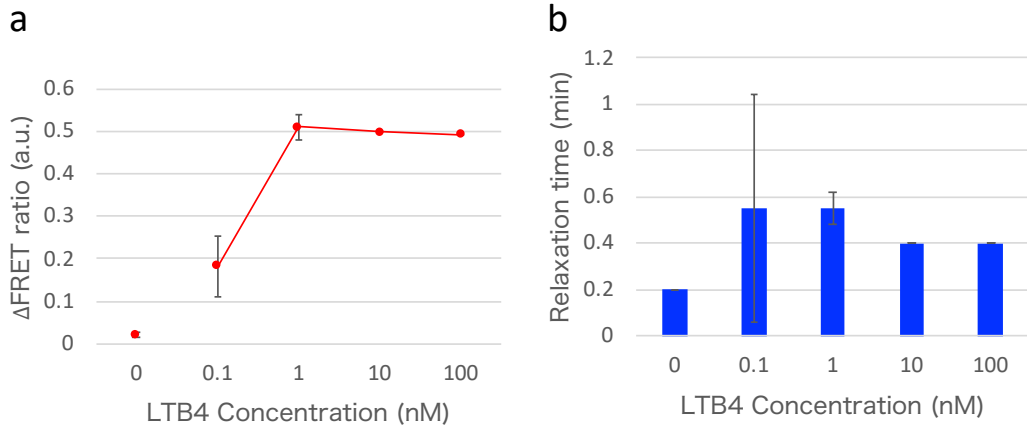 a
ΔFRET ratio (a.u.)
0.6
0.5
0.4
0.3
0.2
0.1
0
0 0.1 1 10 100
LTB4 Concentration (nM)
b
Relaxation time (min)
1.2
1
0.8
0.6
0.4
0.2
0
0 0.1 1 10 100
LTB4 Concentration (nM)